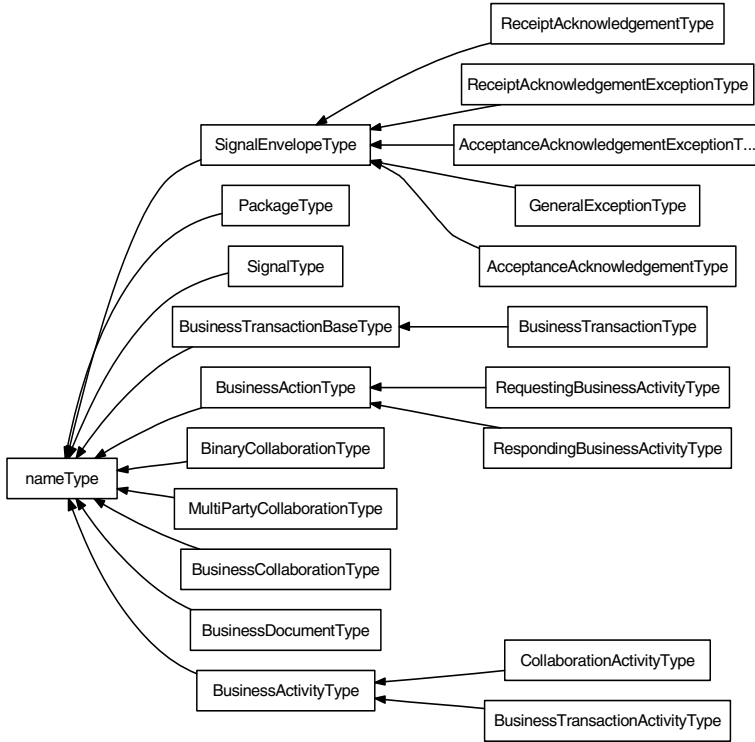 ReceiptAcknowledgementType
ReceiptAcknowledgementExceptionType
SignalEnvelopeType
AcceptanceAcknowledgementExceptionT...
PackageType
GeneralExceptionType
SignalType
AcceptanceAcknowledgementType
BusinessTransactionBaseType
BusinessTransactionType
BusinessActionType
RequestingBusinessActivityType
BinaryCollaborationType
RespondingBusinessActivityType
nameType
MultiPartyCollaborationType
BusinessCollaborationType
BusinessDocumentType
CollaborationActivityType
BusinessActivityType
BusinessTransactionActivityType